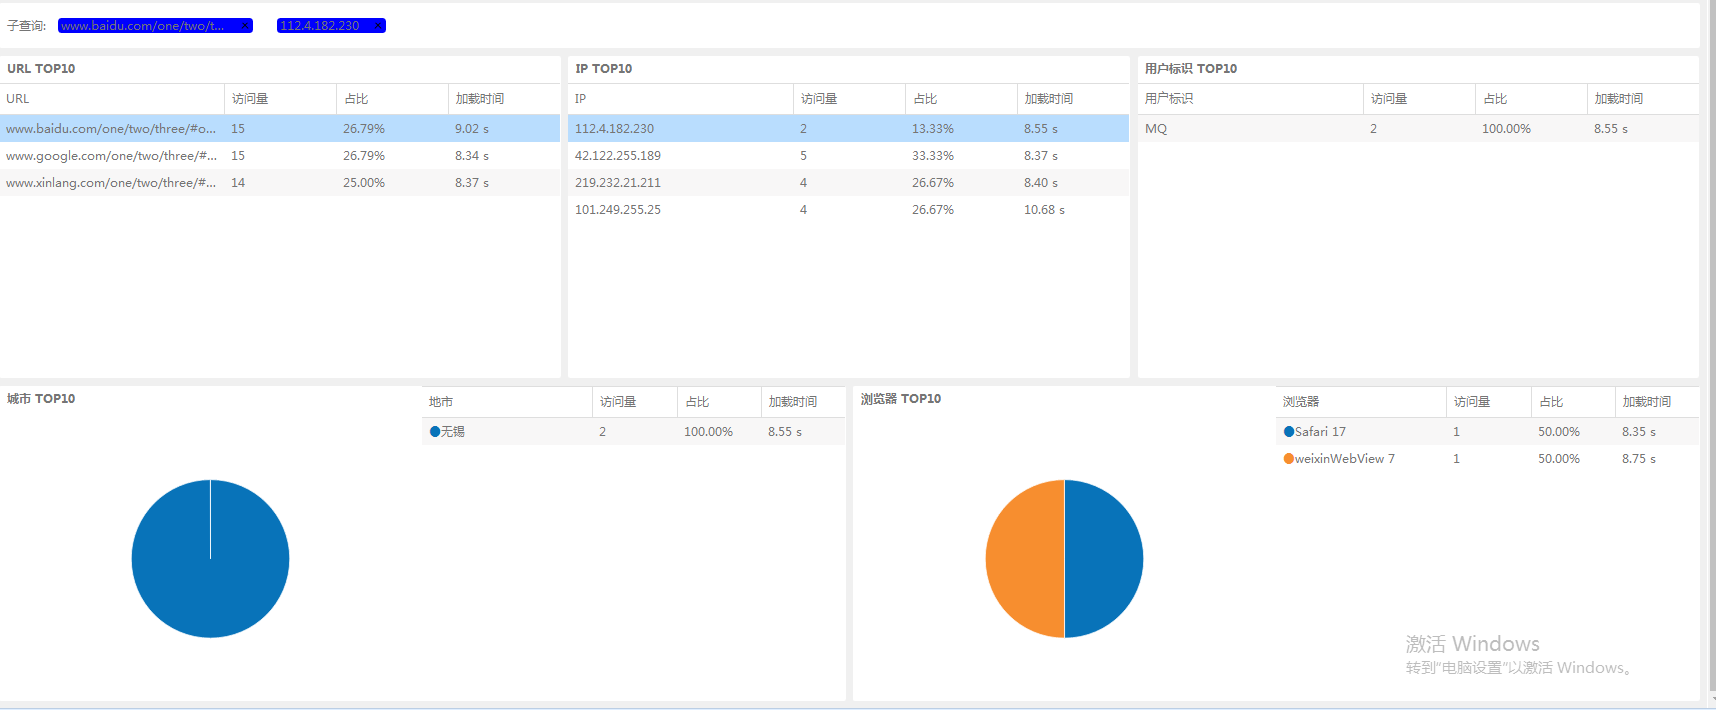 子查询: www.baidu.com/one/two/t... × 112.4.182.230 ×
URL TOP10
URL 访问量 占比 加载时间
www.baidu.com/one/two/three/#o... 15 26.79% 9.02 s
www.google.com/one/two/three/#... 15 26.79% 8.34 s
www.xinlang.com/one/two/three/#... 14 25.00% 8.37 s
IP TOP10
IP 访问量 占比 加载时间
112.4.182.230 2 13.33% 8.55 s
42.122.255.189 5 33.33% 8.37 s
219.232.21.211 4 26.67% 8.40 s
101.249.255.25 4 26.67% 10.68 s
用户标识 TOP10
用户标识 访问量 占比 加载时间
MQ 2 100.00% 8.55 s
城市 TOP10
地市 访问量 占比 加载时间
无锡 2 100.00% 8.55 s
浏览器 TOP10
浏览器 访问量 占比 加载时间
Safari 17 1 50.00% 8.35 s
weixinWebView 7 1 50.00% 8.75 s
激活 Windows
转到"电脑设置"以激活 Windows。